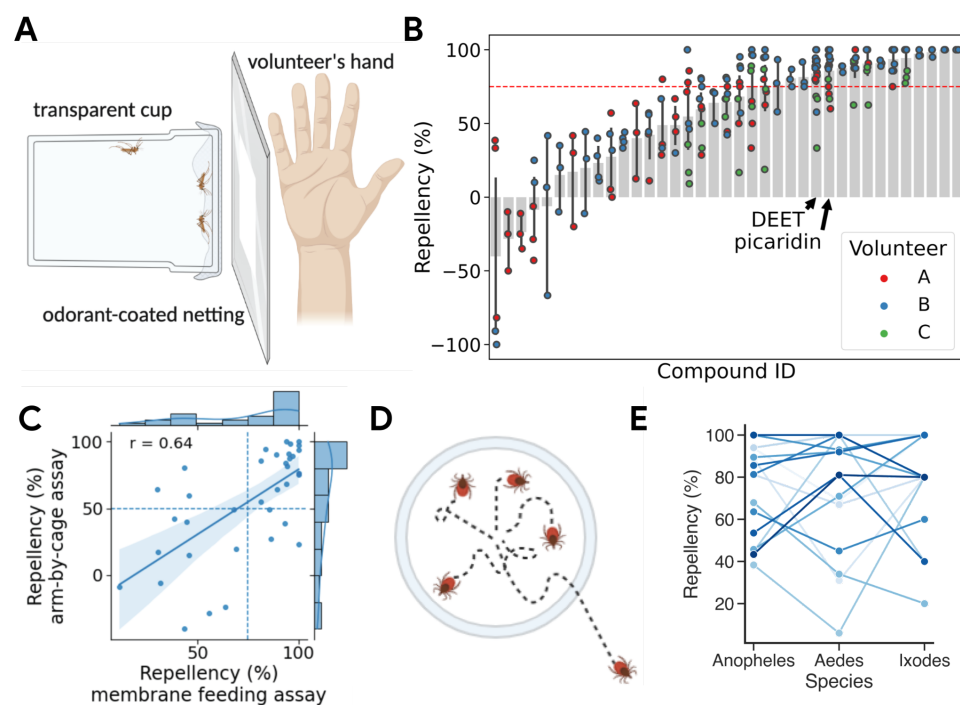 A
transparent cup
volunteer's hand
odorant-coated netting
B
Repellency (%)
100
50
0
−50
−100
DEET
picaridin
Volunteer
A
B
C
Compound ID
C
r = 0.64
Repellency (%)
arm-by-cage assay
100
50
0
50
100
Repellency (%)
membrane feeding assay
D
E
Repellency (%)
100
80
60
40
20
Anopheles
Aedes
Ixodes
Species